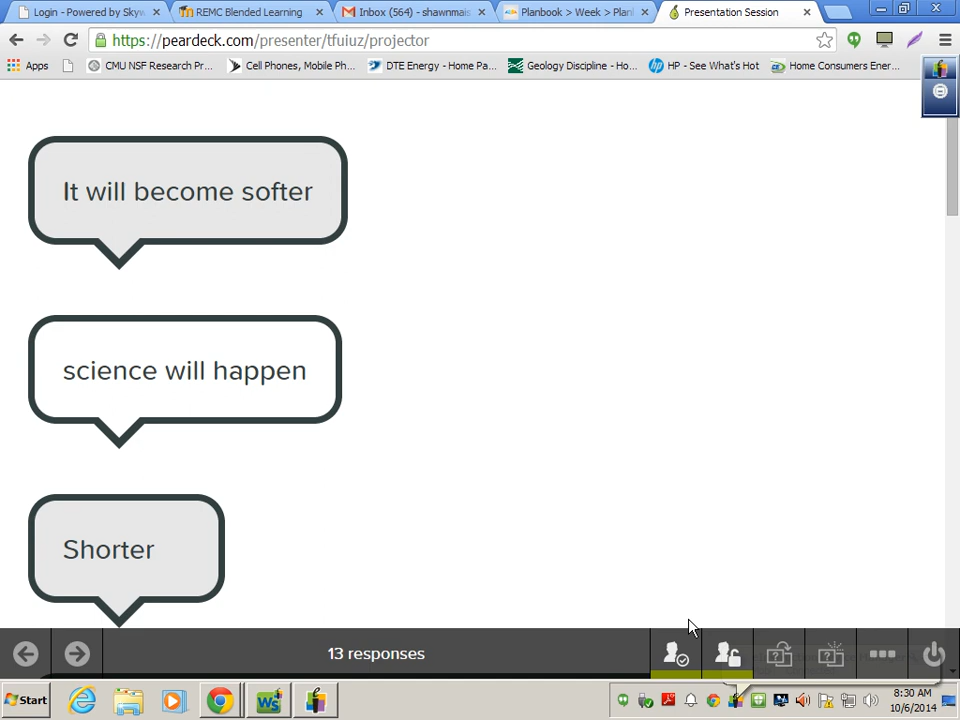 Login - Powered by Skyw
REMC Blended Learning
Inbox (564) - shawnmais
Planbook > Week > Plan
Presentation Session
https://peardeck.com/presenter/tfuiuz/projector
Apps
CMU NSF Research Pr...
Cell Phones, Mobile Ph...
DTE Energy - Home Pa...
Geology Discipline - Ho...
HP - See What's Hot
Home Consumers Ener...
It will become softer
science will happen
Shorter
13 responses
Start
8:30 AM
10/6/2014